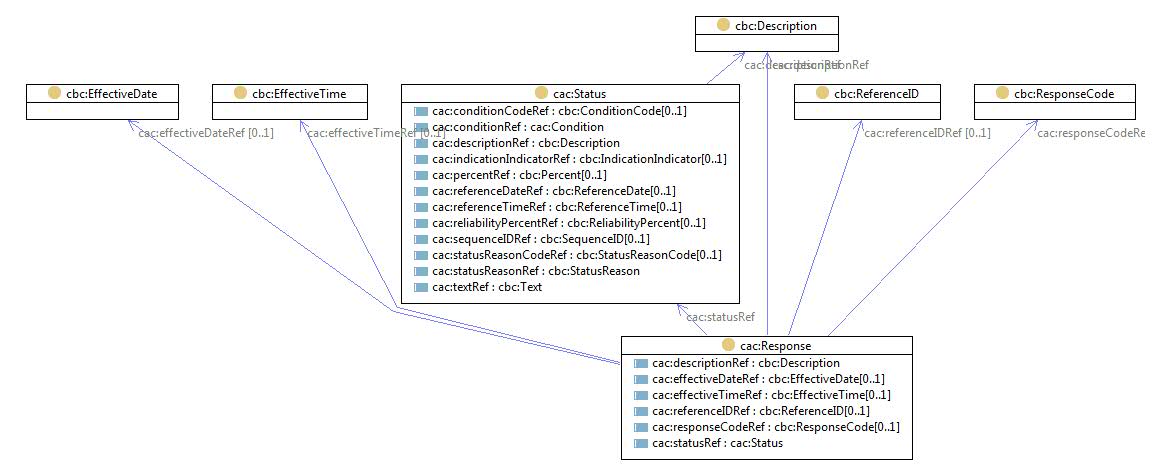 cbc:Description
cac:descriptionRef
cbc:EffectiveDate
cbc:EffectiveTime
cac:Status
cbc:ReferenceID
cbc:ResponseCode
cac:effectiveDateRef [0..1]
cac:effectiveTimeRef [0..1]
cac:referenceIDRef [0..1]
cac:responseCodeRe
cac:conditionCodeRef : cbc:ConditionCode[0..1]
cac:conditionRef : cac:Condition
cac:descriptionRef : cbc:Description
cac:indicationIndicatorRef : cbc:IndicationIndicator[0..1]
cac:percentRef : cbc:Percent[0..1]
cac:referenceDateRef : cbc:ReferenceDate[0..1]
cac:referenceTimeRef : cbc:ReferenceTime[0..1]
cac:reliabilityPercentRef : cbc:ReliabilityPercent[0..1]
cac:sequenceIDRef : cbc:SequenceID[0..1]
cac:statusReasonCodeRef : cbc:StatusReasonCode[0..1]
cac:statusReasonRef : cbc:StatusReason
cac:textRef : cbc:Text
cac:statusRef
cac:Response
cac:descriptionRef : cbc:Description
cac:effectiveDateRef : cbc:EffectiveDate[0..1]
cac:effectiveTimeRef : cbc:EffectiveTime[0..1]
cac:referenceIDRef : cbc:ReferenceID[0..1]
cac:responseCodeRef : cbc:ResponseCode[0..1]
cac:statusRef : cac:Status